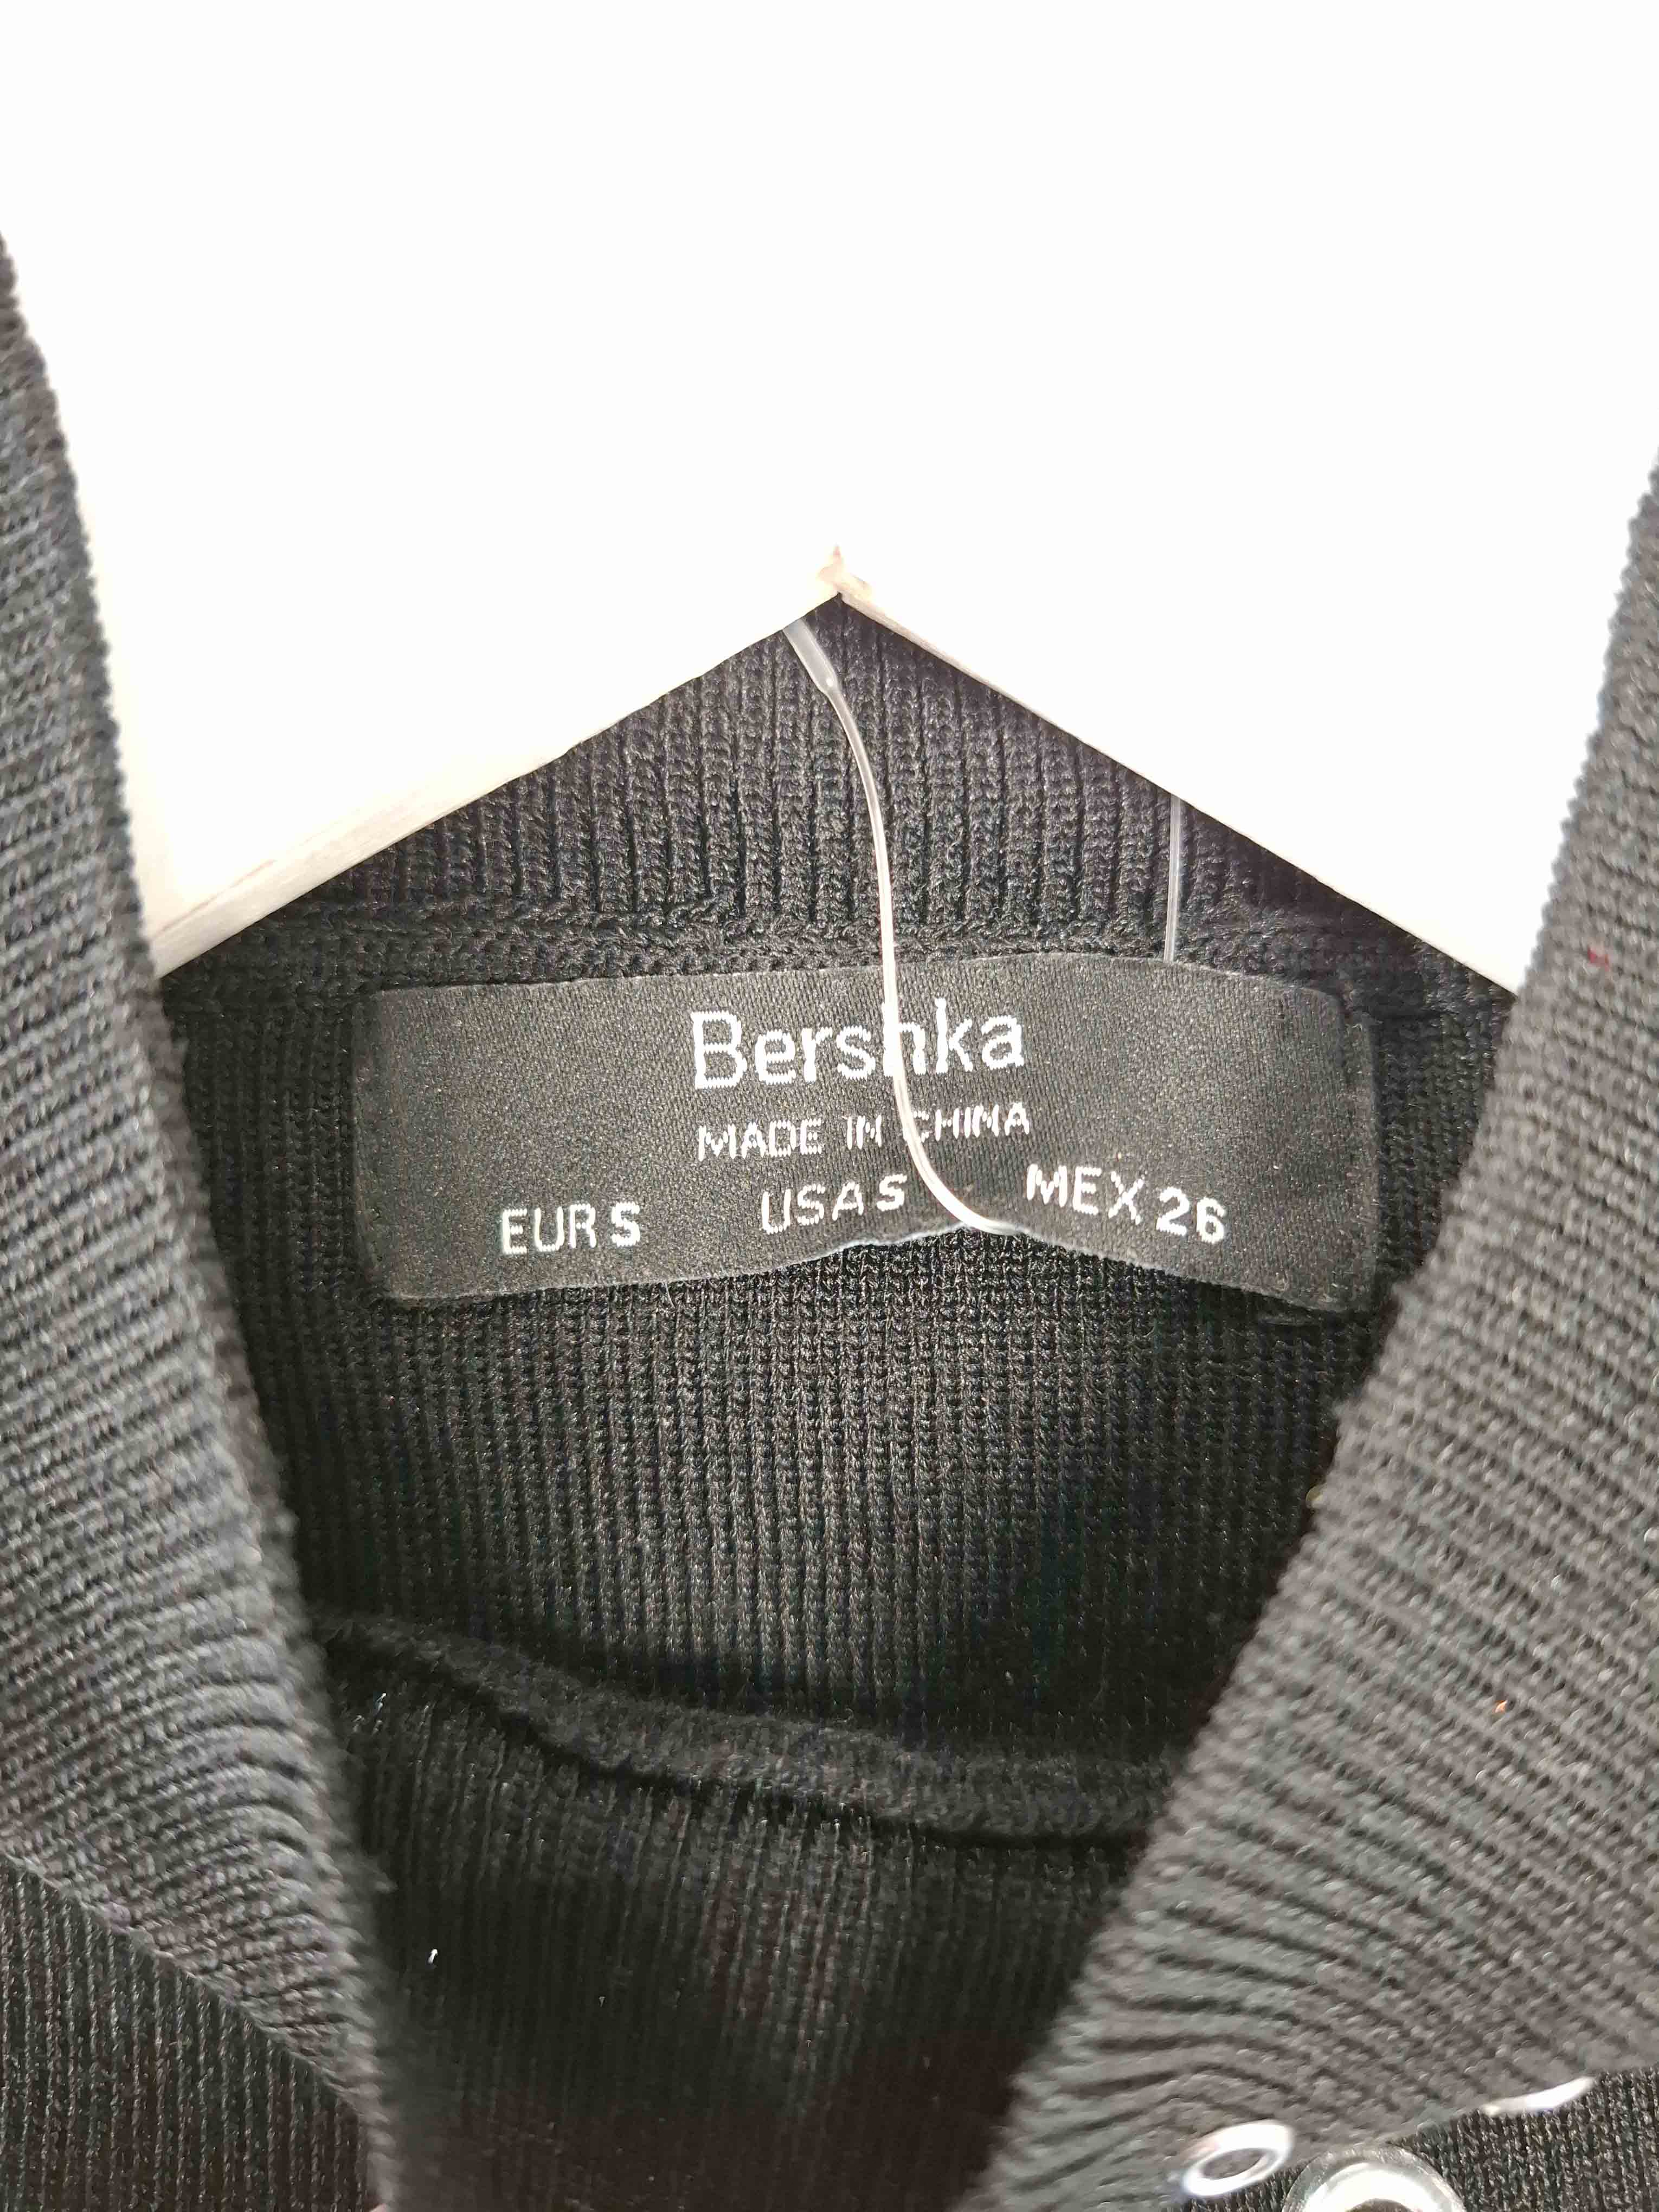 Bershka
MADE IN CHINA
EUR S USA S MEX 26